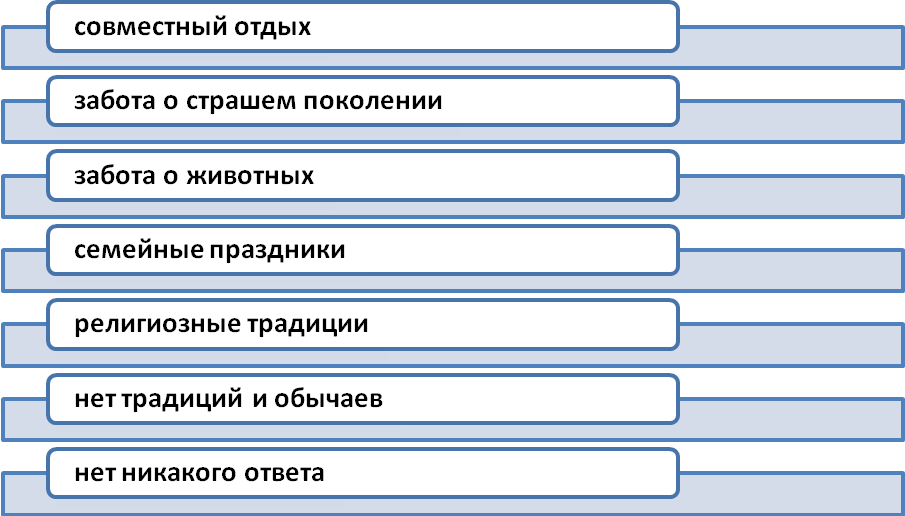 совместный отдых
забота о страшем поколении
забота о животных
семейные праздники
религиозные традиции
нет традиций и обычаев
нет никакого ответа